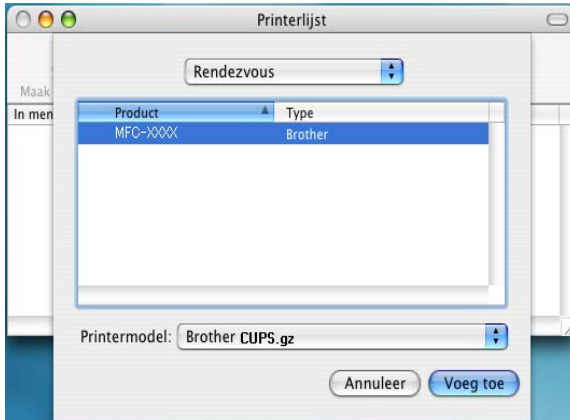 Printerlijst
Rendezvous
Maak
In men
Product Type
MFC-XXXX Brother
Printermodel: Brother CUPS.gz
Annuleer Voeg toe